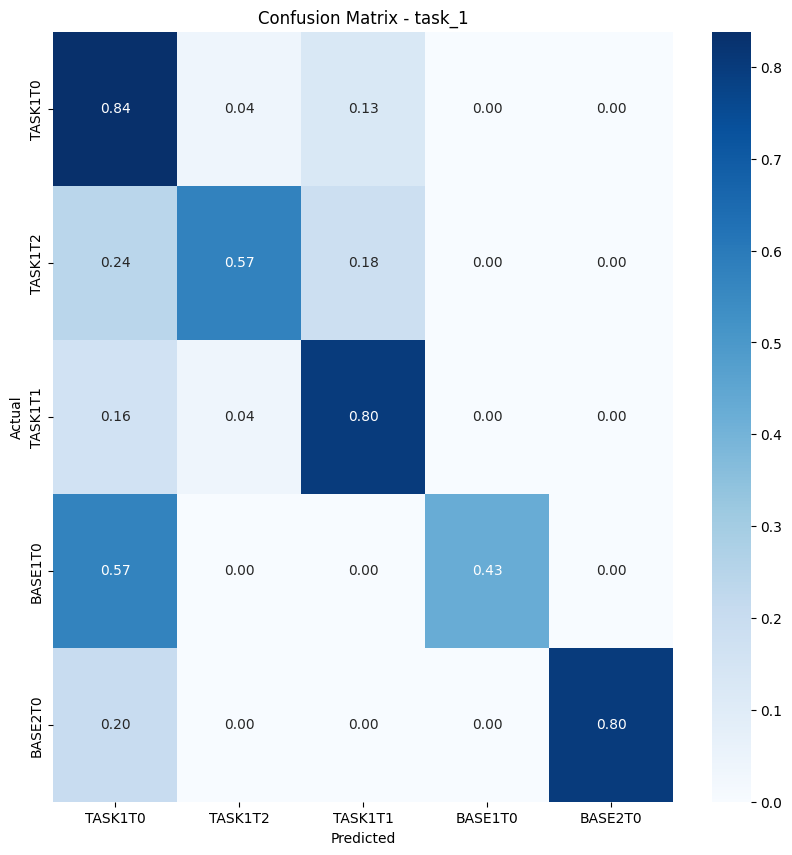 Confusion Matrix - task_1
TASK1T0 0.84 0.04 0.13 0.00 0.00
TASK1T2 0.24 0.57 0.18 0.00 0.00
TASK1T1 0.16 0.04 0.80 0.00 0.00
BASE1T0 0.57 0.00 0.00 0.43 0.00
BASE2T0 0.20 0.00 0.00 0.00 0.80
Actual
TASK1T0 TASK1T2 TASK1T1 BASE1T0 BASE2T0
Predicted
0.8
0.7
0.6
0.5
0.4
0.3
0.2
0.1
0.0